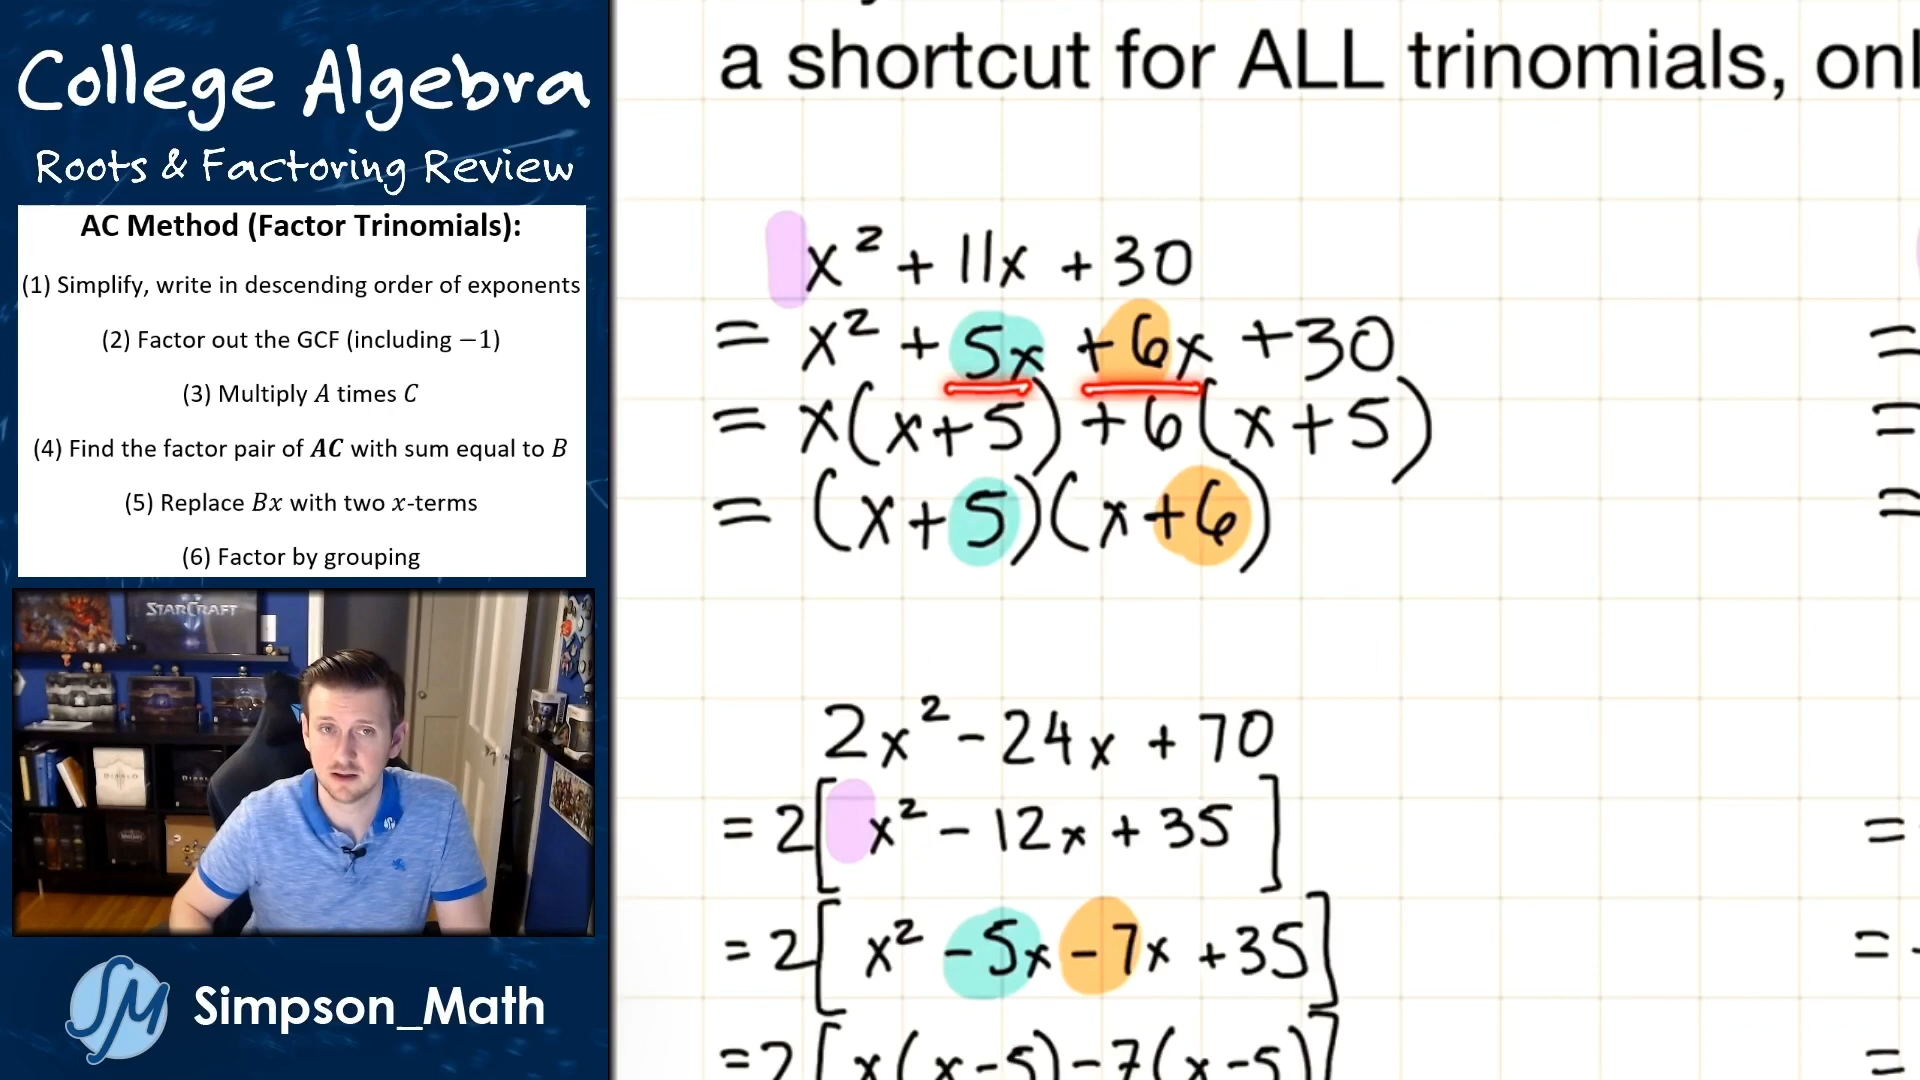 College Algebra
Roots & Factoring Review
AC Method (Factor Trinomials):
(1) Simplify, write in descending order of exponents
(2) Factor out the GCF (including −1)
(3) Multiply A times C
(4) Find the factor pair of AC with sum equal to B
(5) Replace Bx with two x-terms
(6) Factor by grouping
STARCRAFT
DIABLO
SM Simpson_Math
a shortcut for ALL trinomials, onl
x² + 11x + 30
= x² + 5x + 6x + 30
= x(x+5) + 6(x+5)
= (x+5)(x+6)
2x² - 24x + 70
= 2[x² - 12x + 35]
= 2[x² - 5x - 7x + 35]
= 2[x(x-5) - 7(x-5)]
=
=
=
=
=
=